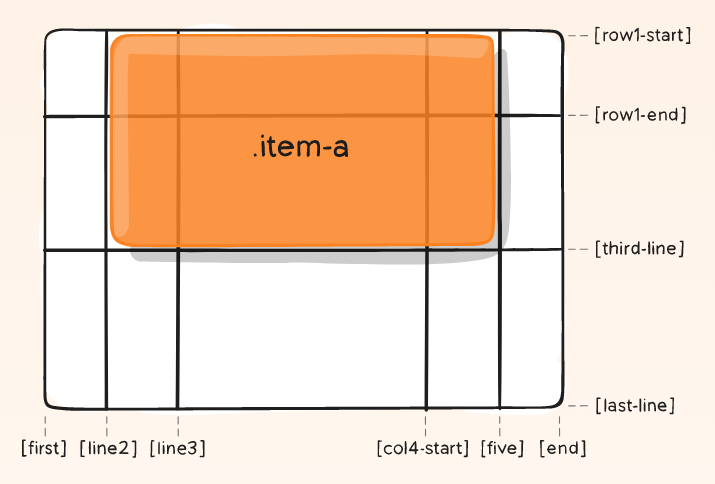 [row1-start]
[row1-end]
.item-a
[third-line]
[last-line]
[first] [line2] [line3] [col4-start] [five] [end]